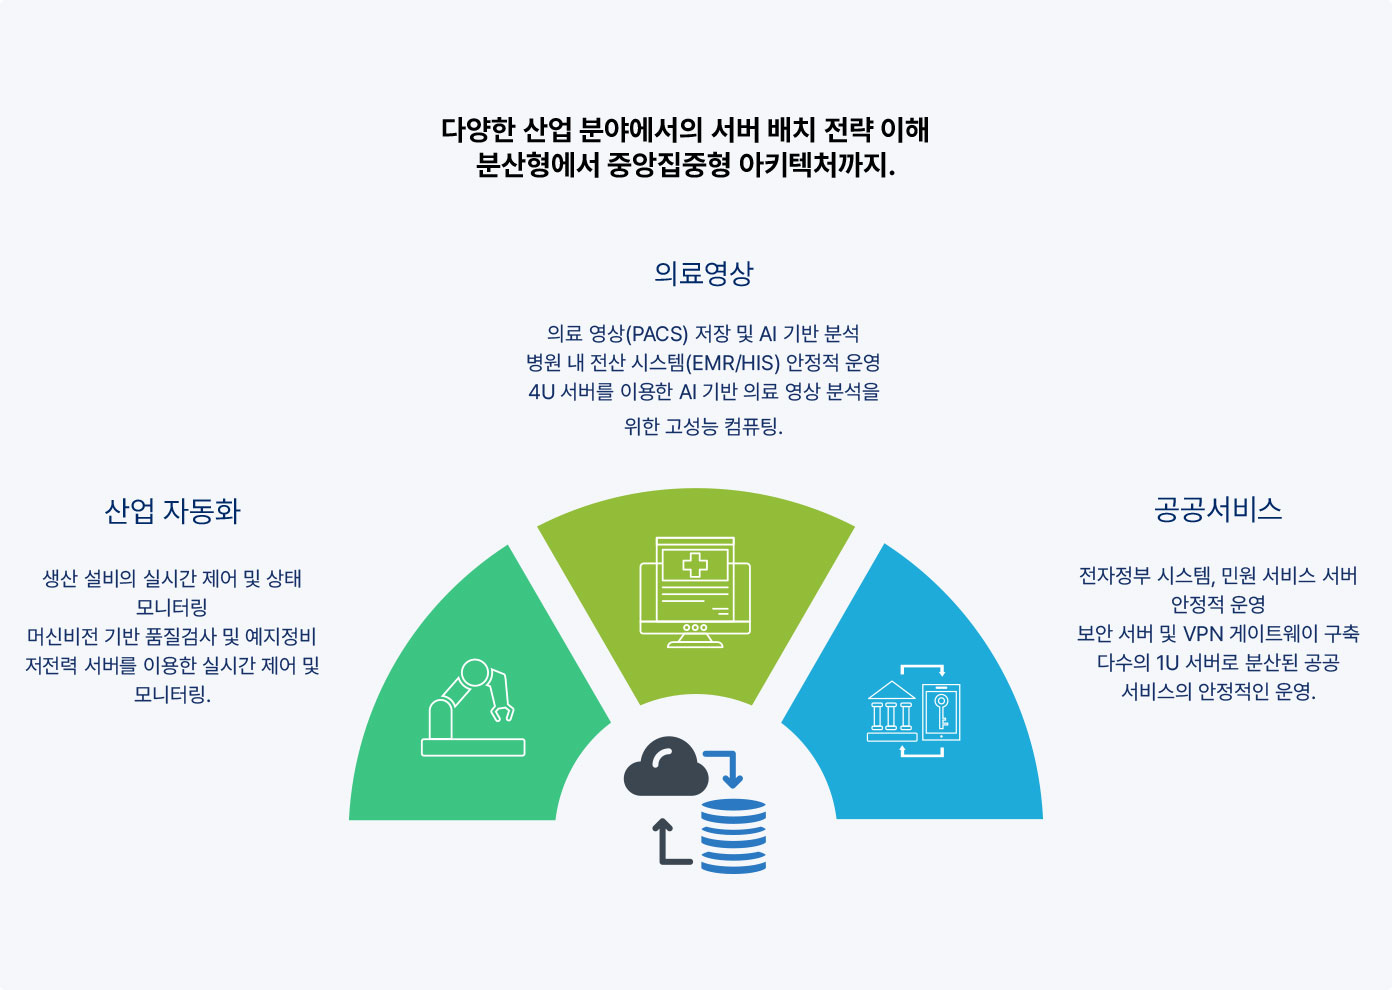 다양한 산업 분야에서의 서버 배치 전략 이해
분산형에서 중앙집중형 아키텍처까지.
의료영상
의료 영상(PACS) 저장 및 AI 기반 분석
병원 내 전산 시스템(EMR/HIS) 안정적 운영
4U 서버를 이용한 AI 기반 의료 영상 분석을
위한 고성능 컴퓨팅.
산업 자동화
생산 설비의 실시간 제어 및 상태
모니터링
머신비전 기반 품질검사 및 예지정비
저전력 서버를 이용한 실시간 제어 및
모니터링.
공공서비스
전자정부 시스템, 민원 서비스 서버
안정적 운영
보안 서버 및 VPN 게이트웨이 구축
다수의 1U 서버로 분산된 공공
서비스의 안정적인 운영.